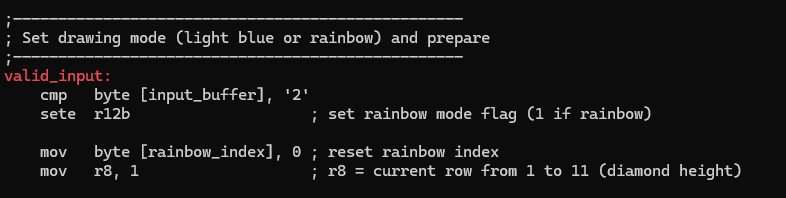 ;--------------------------------------------------
; Set drawing mode (light blue or rainbow) and prepare
;--------------------------------------------------
valid_input:
    cmp   byte [input_buffer], '2'
    sete  r12b                    ; set rainbow mode flag (1 if rainbow)

    mov   byte [rainbow_index], 0 ; reset rainbow index
    mov   r8, 1                   ; r8 = current row from 1 to 11 (diamond height)